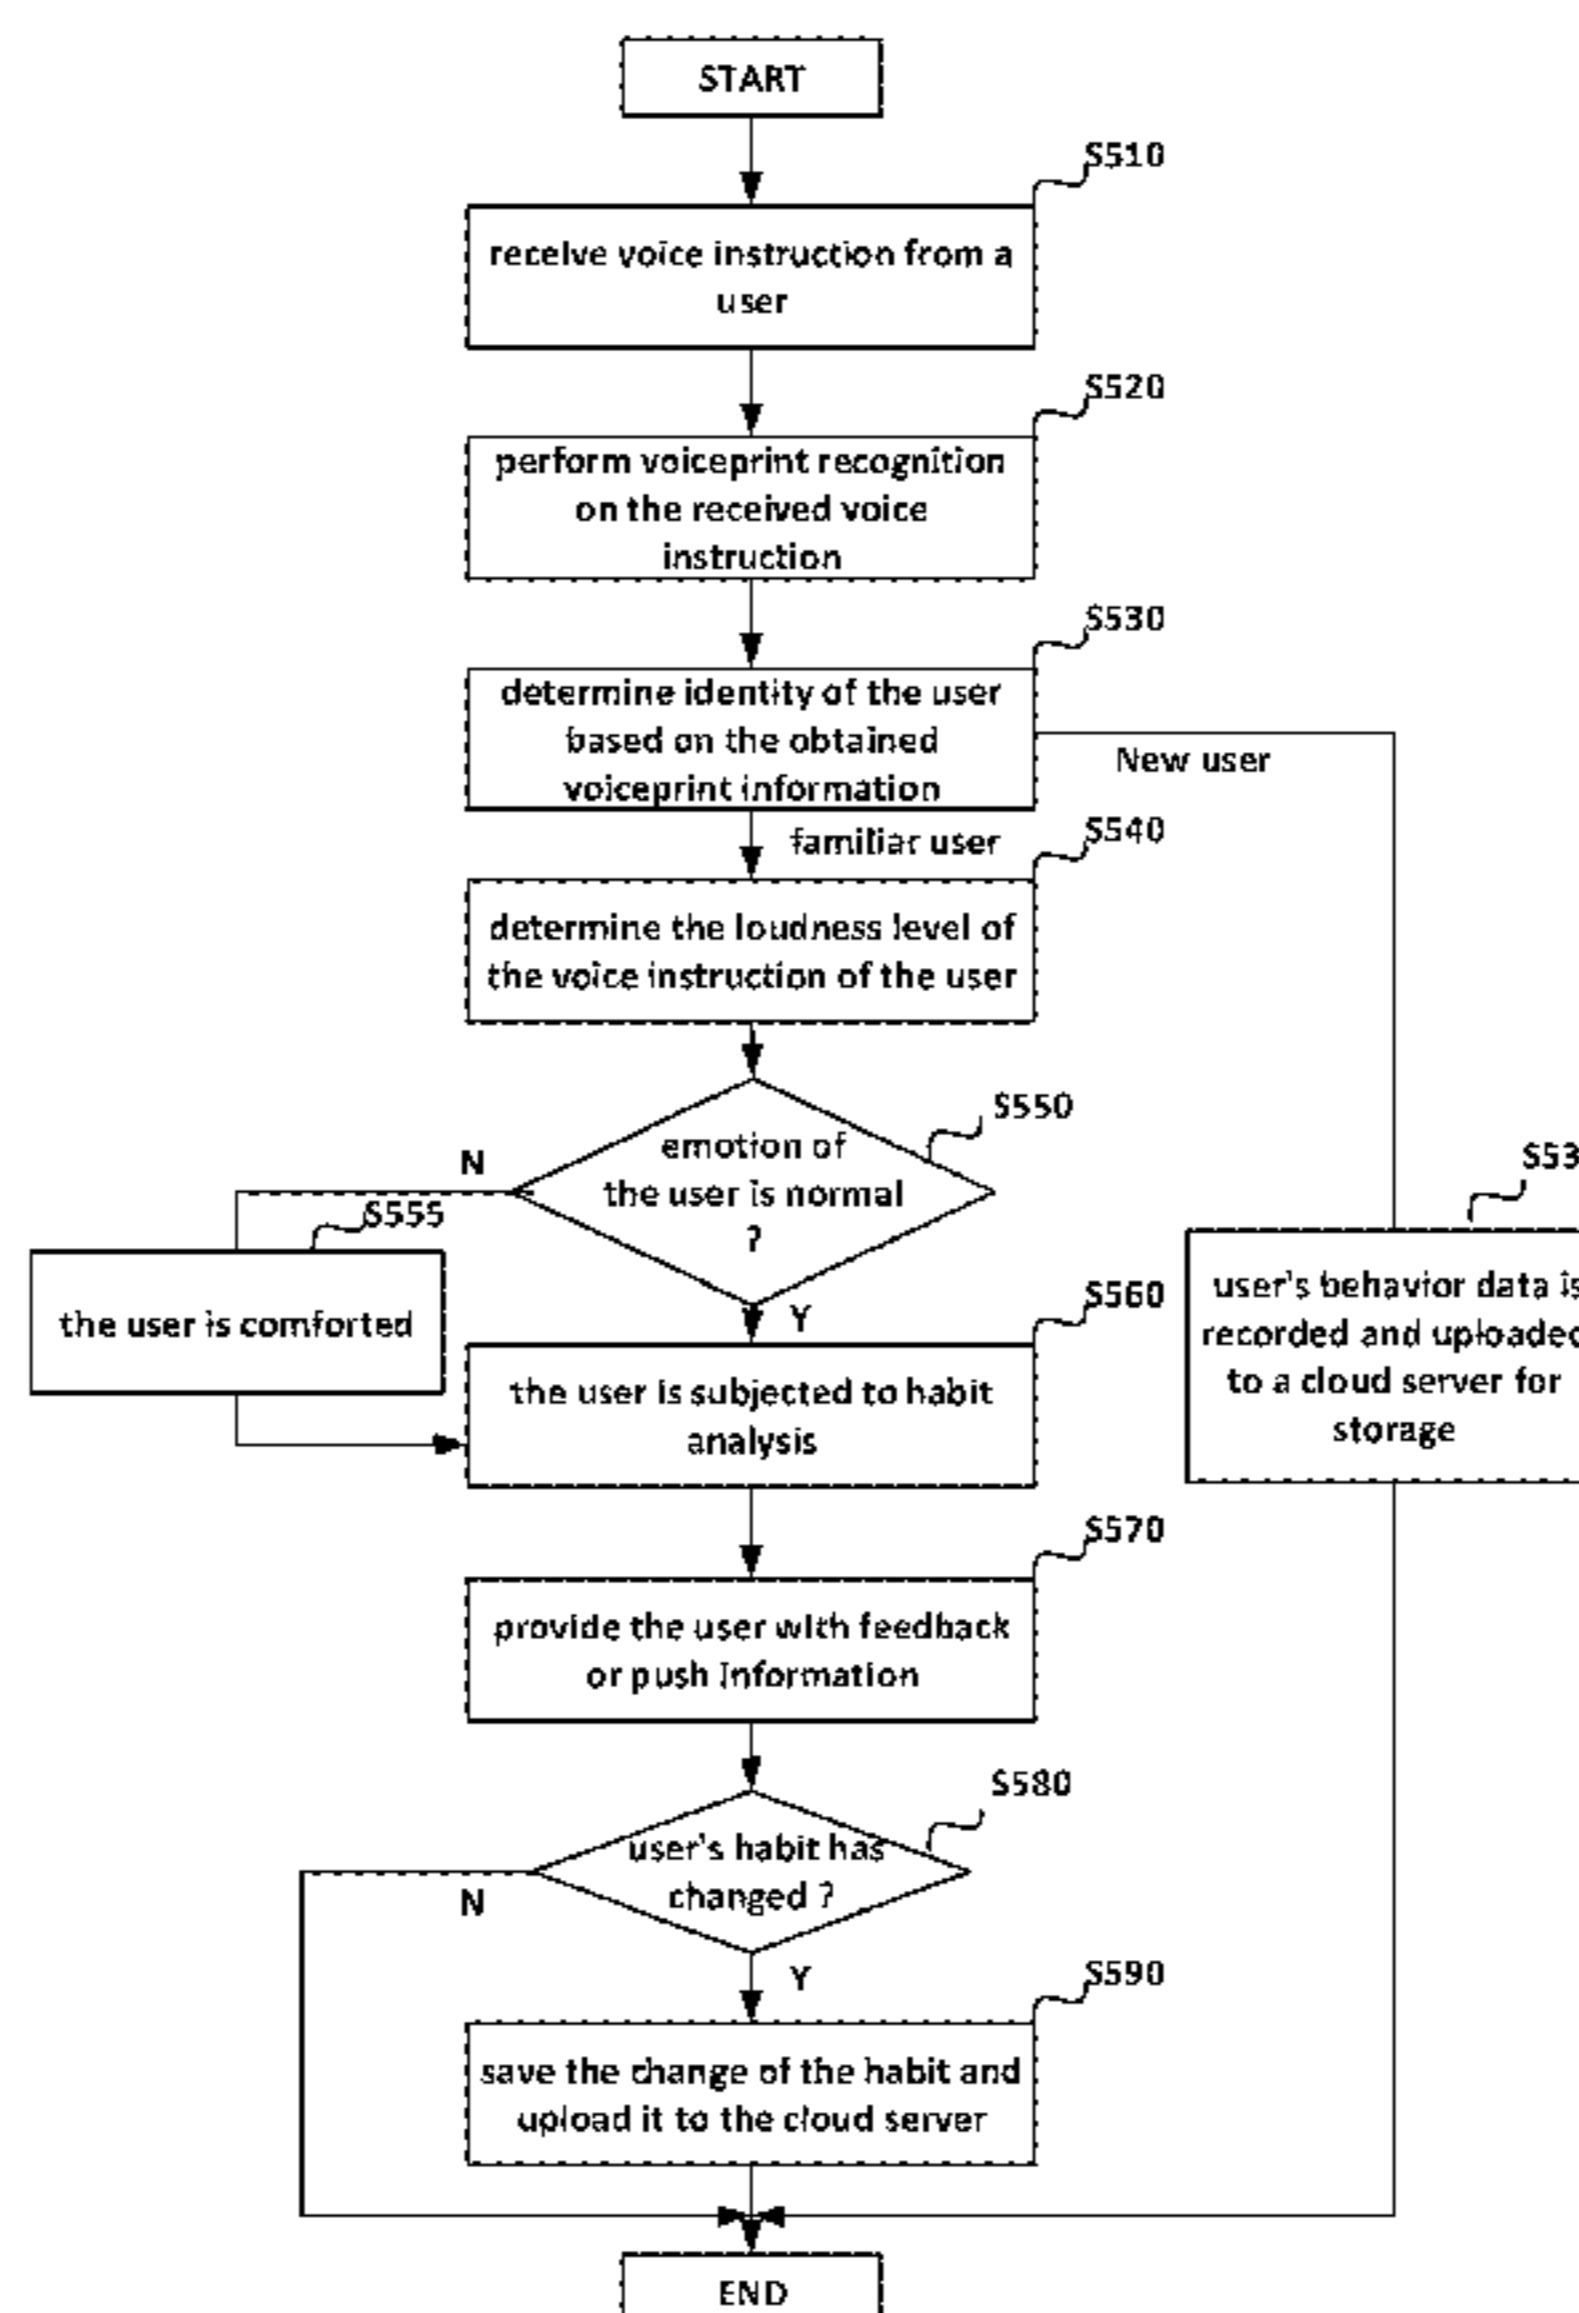 START
S510
receive voice instruction from a
user
S520
perform voiceprint recognition
on the received voice
instruction
S530
determine identity of the user
based on the obtained
voiceprint information
New user
familiar user
S540
determine the loudness level of
the voice instruction of the user
S550
emotion of
the user is normal
?
N
S555
the user is comforted
Y
S560
the user is subjected to habit
analysis
S53
user's behavior data is
recorded and uploaded
to a cloud server for
storage
S570
provide the user with feedback
or push information
S580
user's habit has
changed ?
N
Y
S590
save the change of the habit and
upload it to the cloud server
END